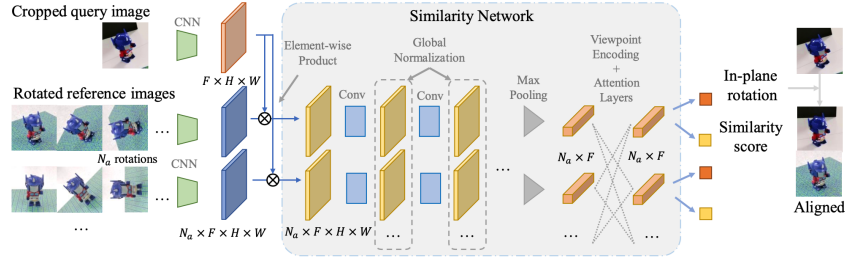 Cropped query image
CNN
F × H × W
Rotated reference images
...
N_a rotations
CNN
...
...
N_a × F × H × W
Similarity Network
Element-wise
Product
Global
Normalization
Conv
Conv
N_a × F × H × W
...
...
...
Max
Pooling
Viewpoint
Encoding
+
Attention
Layers
N_a × F
N_a × F
...
...
In-plane
rotation
Similarity
score
Aligned